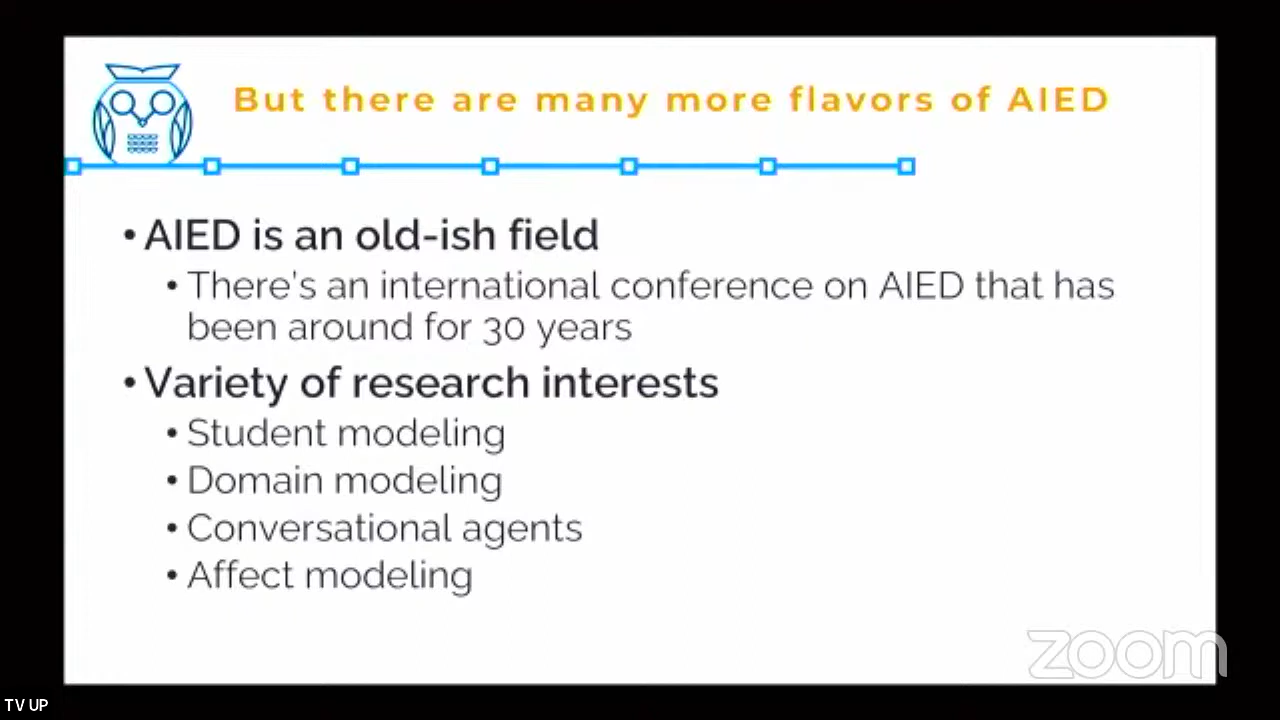 But there are many more flavors of AIED
• AIED is an old-ish field
• There's an international conference on AIED that has
been around for 30 years
• Variety of research interests
• Student modeling
• Domain modeling
• Conversational agents
• Affect modeling
zoom
TV UP